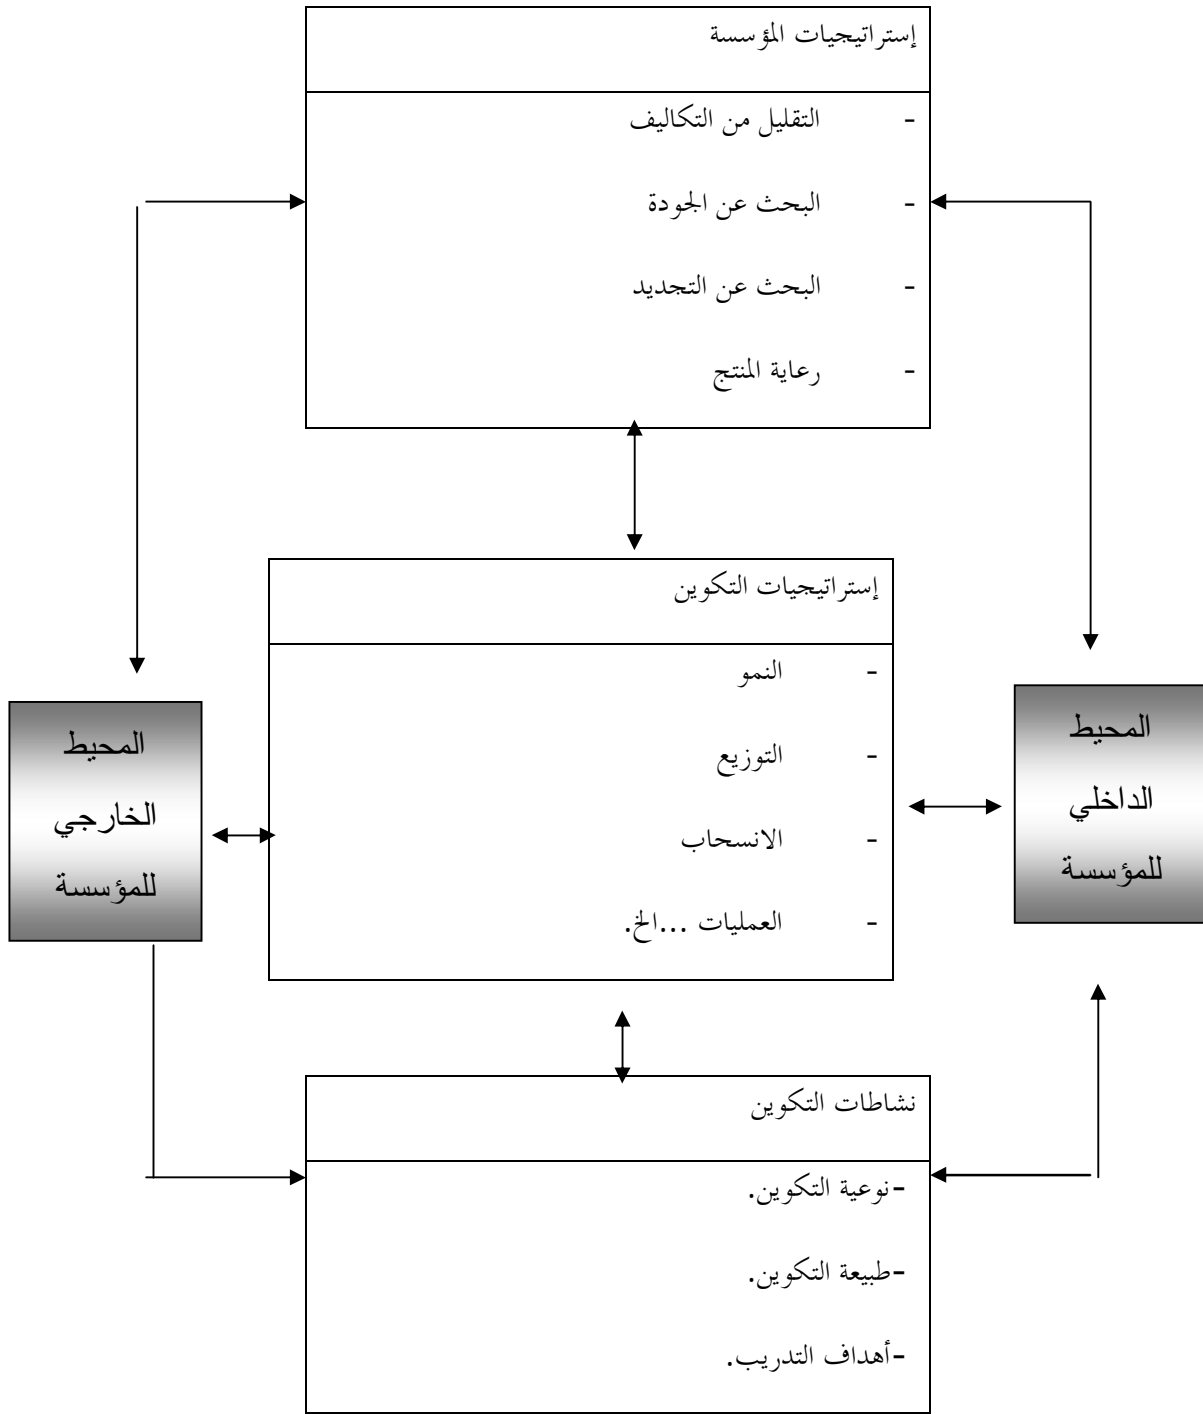 إستراتيجيات المؤسسة
- التقليل من التكاليف
- البحث عن الجودة
- البحث عن التجديد
- رعاية المنتج
إستراتيجيات التكوين
- النمو
- التوزيع
- الانسحاب
- العمليات ...الخ.
المحيط
الداخلي
للمؤسسة
المحيط
الخارجي
للمؤسسة
نشاطات التكوين
-نوعية التكوين.
-طبيعة التكوين.
-أهداف التدريب.